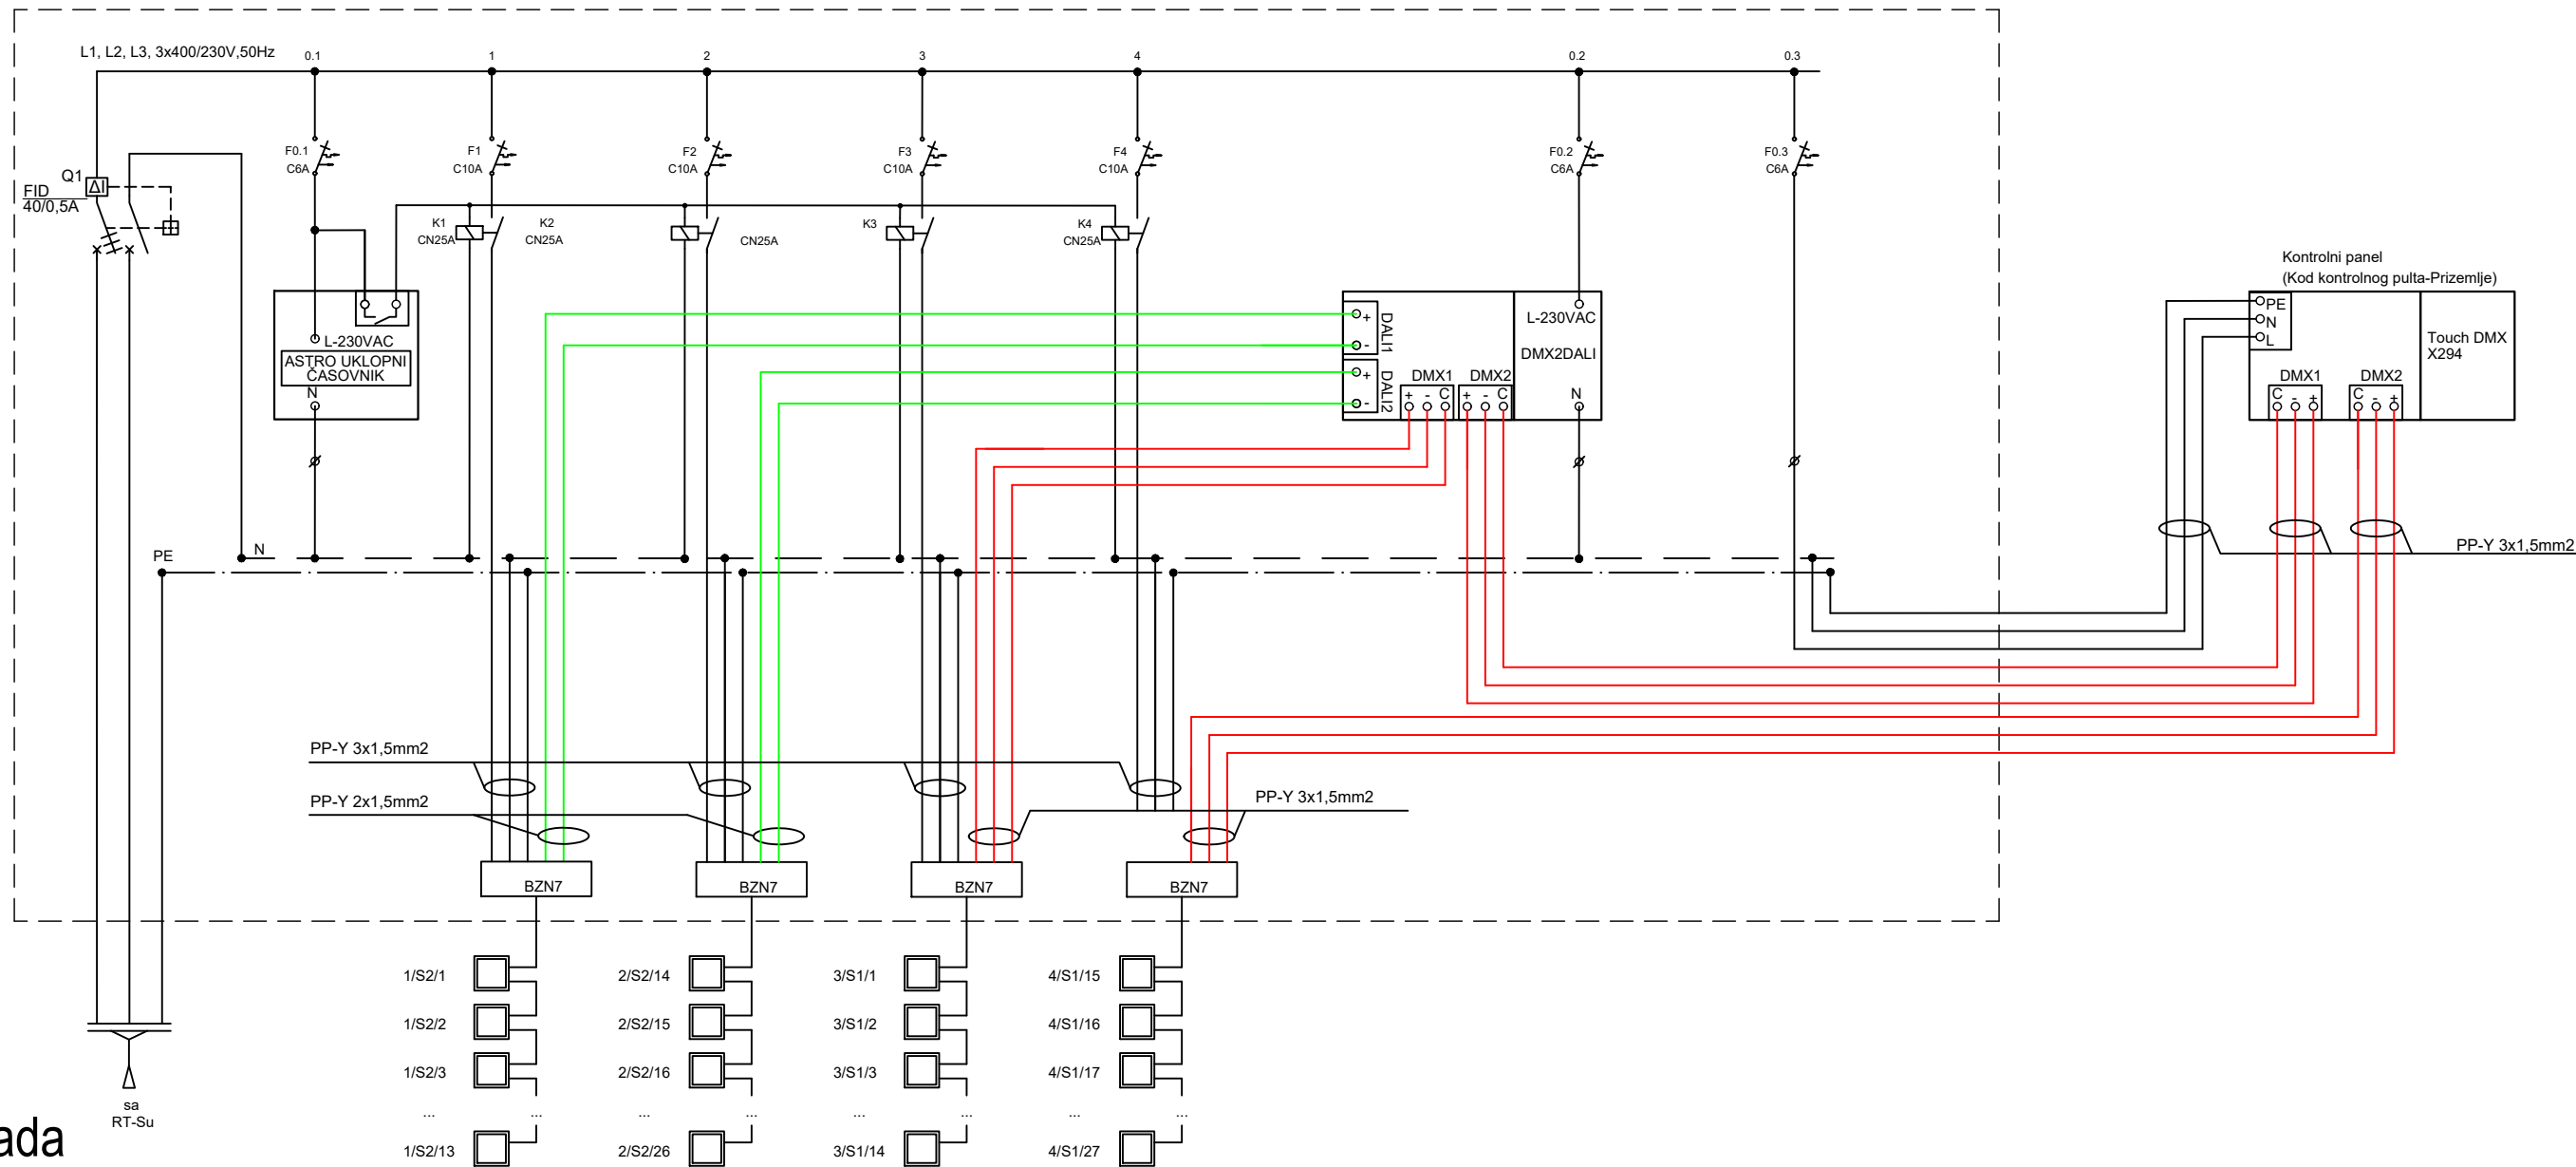 L1, L2, L3, 3x400/230V,50Hz
0.1
1
2
3
4
0.2
0.3
F0.1
C6A
F1
C10A
F2
C10A
F3
C10A
F4
C10A
F0.2
C6A
F0.3
C6A
Q1
ΔI
FID
40/0,5A
K1
CN25A
K2
CN25A
CN25A
K3
K4
CN25A
L-230VAC
ASTRO UKLOPNI
ČASOVNIK
N
+
-
DALI1
+
-
DALI2
DMX1
+ - C
DMX2
+ - C
L-230VAC
DMX2DALI
N
Kontrolni panel
(Kod kontrolnog pulta-Prizemlje)
PE
N
L
DMX1
C - +
DMX2
C - +
Touch DMX
X294
PP-Y 3x1,5mm2
PE
N
PP-Y 3x1,5mm2
PP-Y 2x1,5mm2
PP-Y 3x1,5mm2
BZN7
BZN7
BZN7
BZN7
1/S2/1
2/S2/14
3/S1/1
4/S1/15
1/S2/2
2/S2/15
3/S1/2
4/S1/16
1/S2/3
2/S2/16
3/S1/3
4/S1/17
... ... ... ... ... ... ... ...
1/S2/13
2/S2/26
3/S1/14
4/S1/27
sa
RT-Su